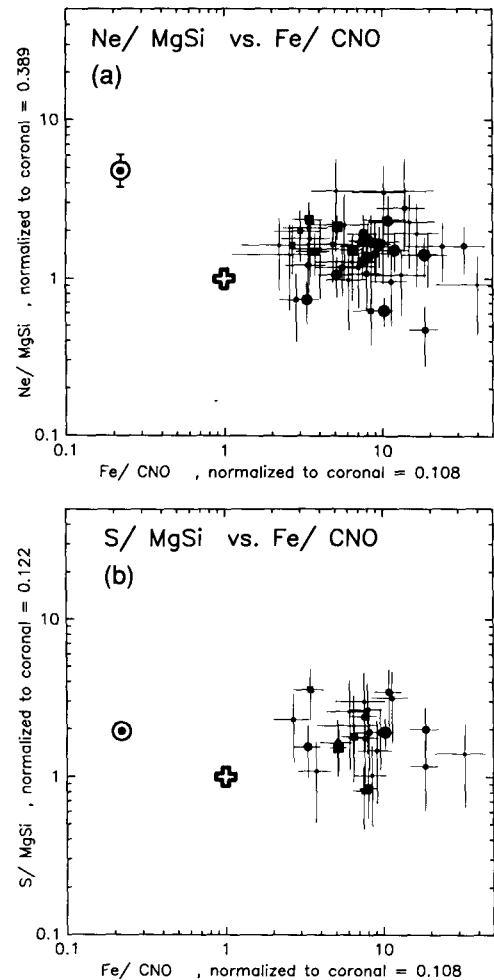 Ne/ MgSi vs. Fe/ CNO
(a)
Ne/ MgSi , normalized to coronal = 0.389
10
1
0.1
0.1 1 10
Fe/ CNO , normalized to coronal = 0.108
S/ MgSi vs. Fe/ CNO
(b)
S/ MgSi , normalized to coronal = 0.122
10
1
0.1
0.1 1 10
Fe/ CNO , normalized to coronal = 0.108